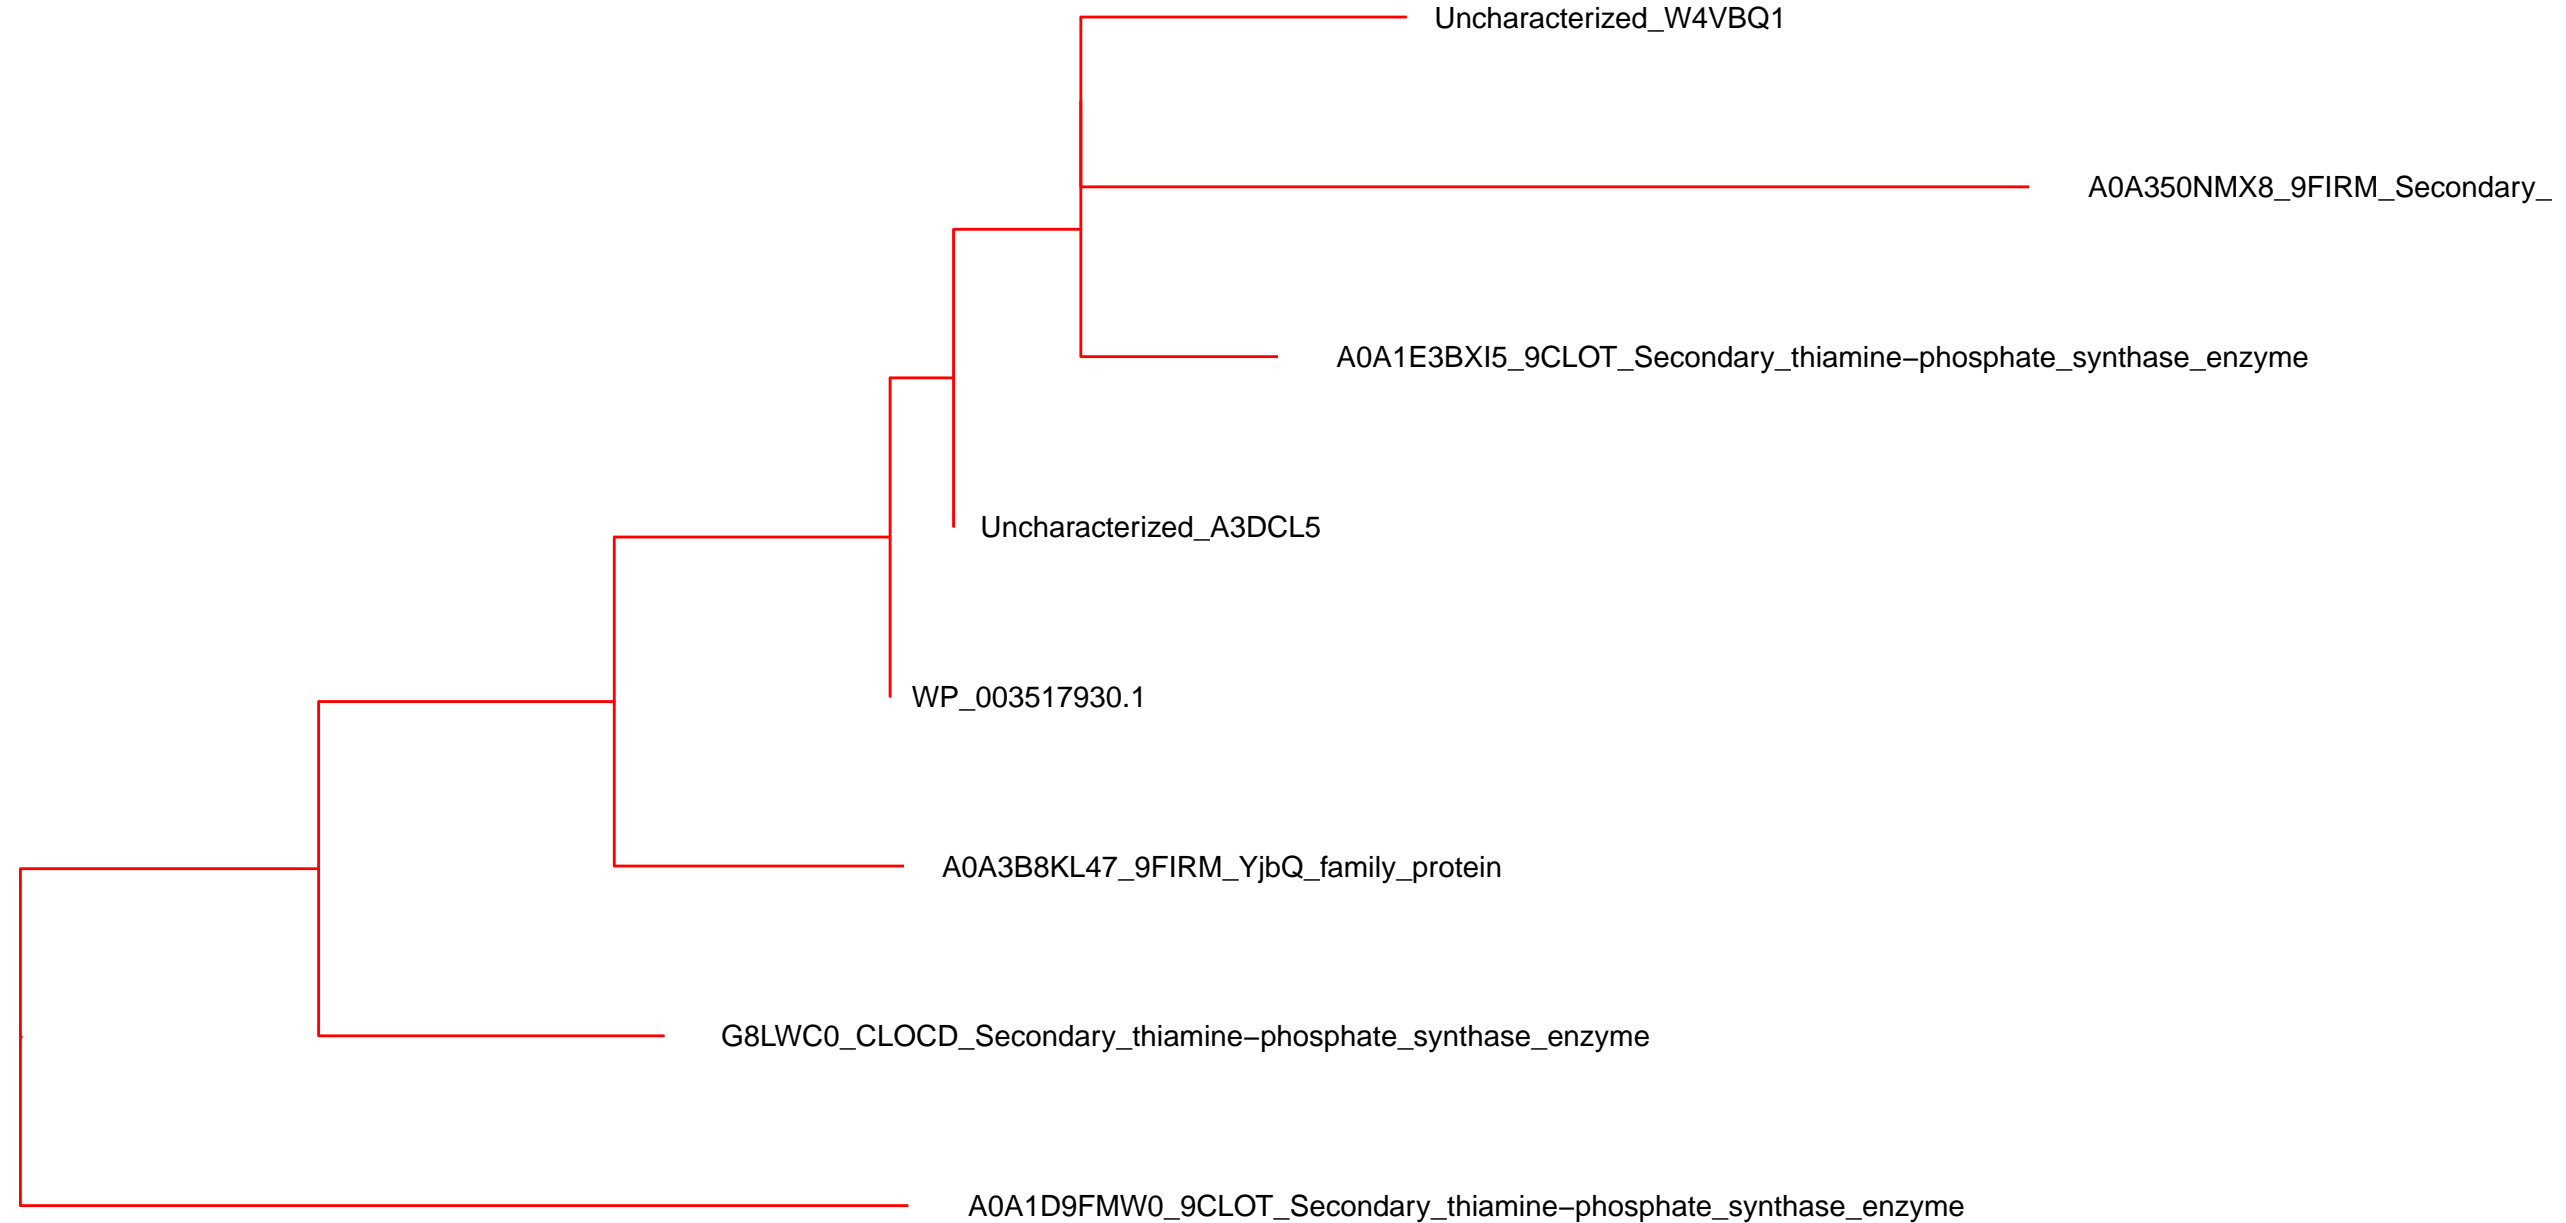 Uncharacterized_W4VBQ1
A0A350NMX8_9FIRM_Secondary_
A0A1E3BXI5_9CLOT_Secondary_thiamine−phosphate_synthase_enzyme
Uncharacterized_A3DCL5
WP_003517930.1
A0A3B8KL47_9FIRM_YjbQ_family_protein
G8LWC0_CLOCD_Secondary_thiamine−phosphate_synthase_enzyme
A0A1D9FMW0_9CLOT_Secondary_thiamine−phosphate_synthase_enzyme